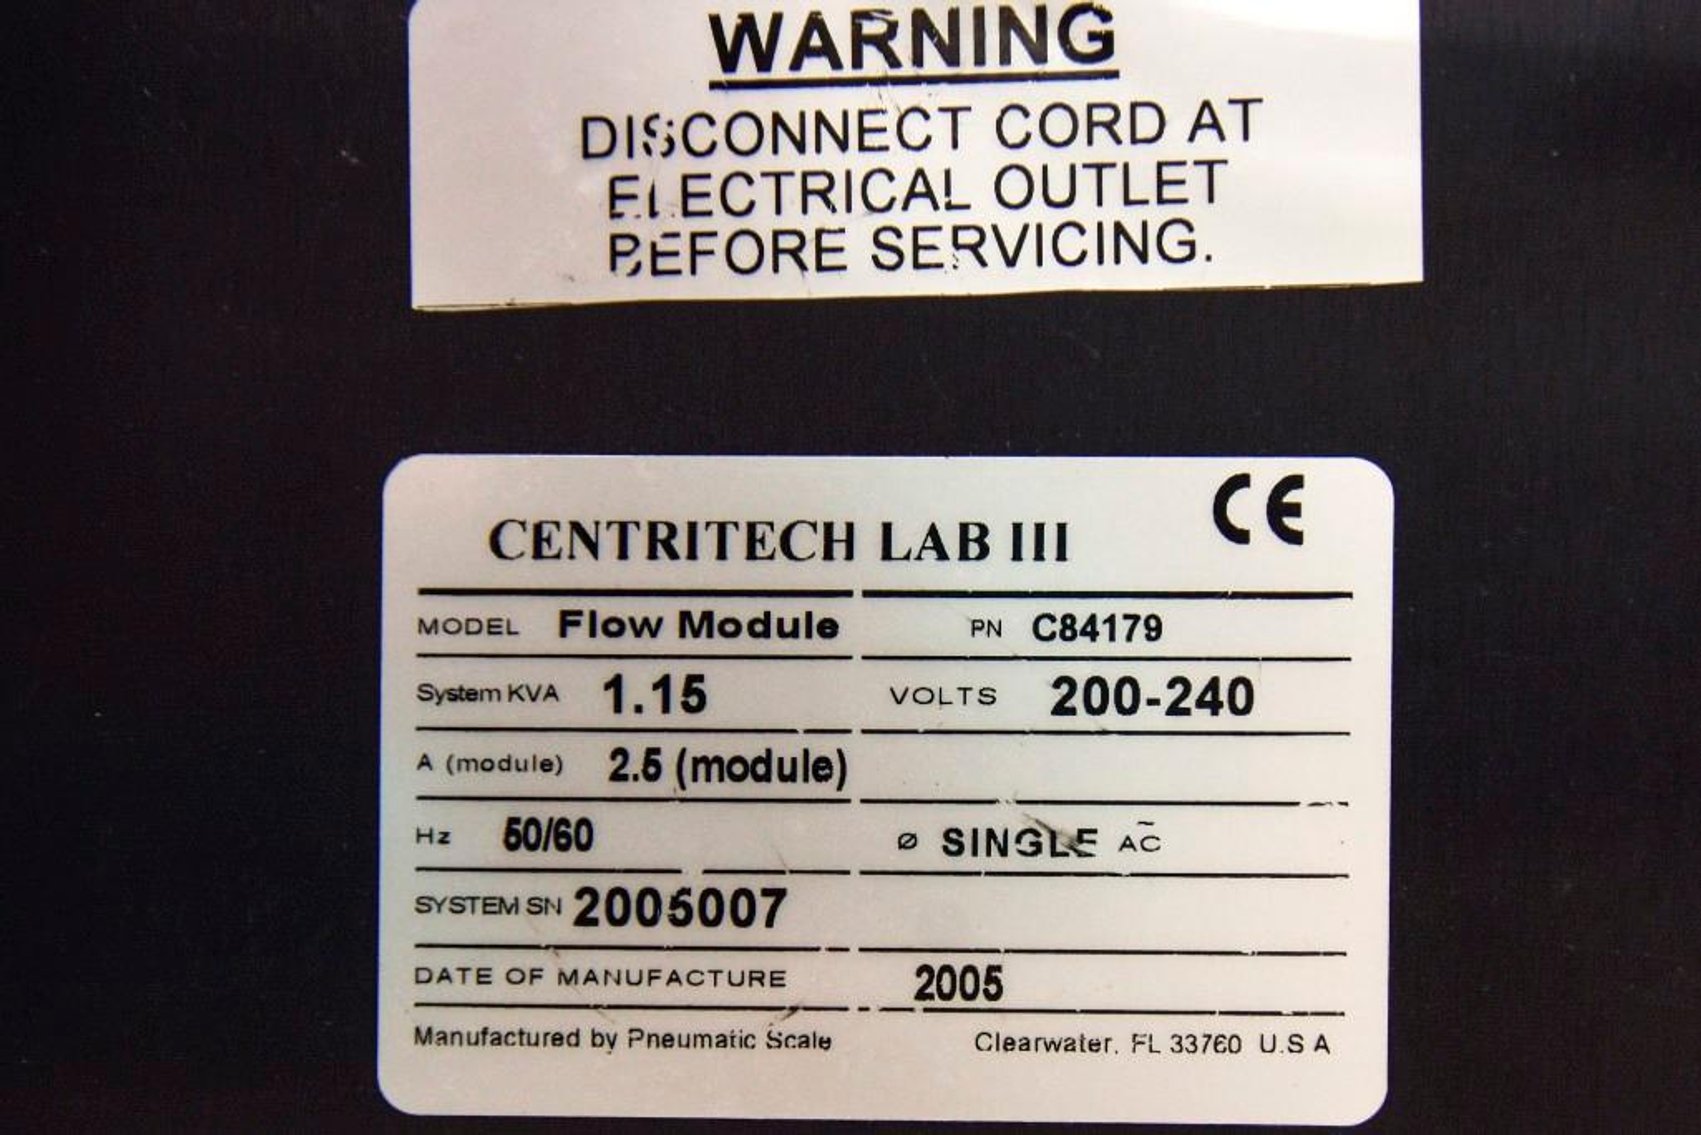 WARNING
DISCONNECT CORD AT
ELECTRICAL OUTLET
BEFORE SERVICING.
CE
CENTRITECH LAB III
MODEL Flow Module PN C84179
System KVA 1.15 VOLTS 200-240
A (module) 2.5 (module)
Hz 50/60 ø SINGLE AC
SYSTEM SN 2005007
DATE OF MANUFACTURE 2005
Manufactured by Pneumatic Scale Clearwater, FL 33760 U.S A